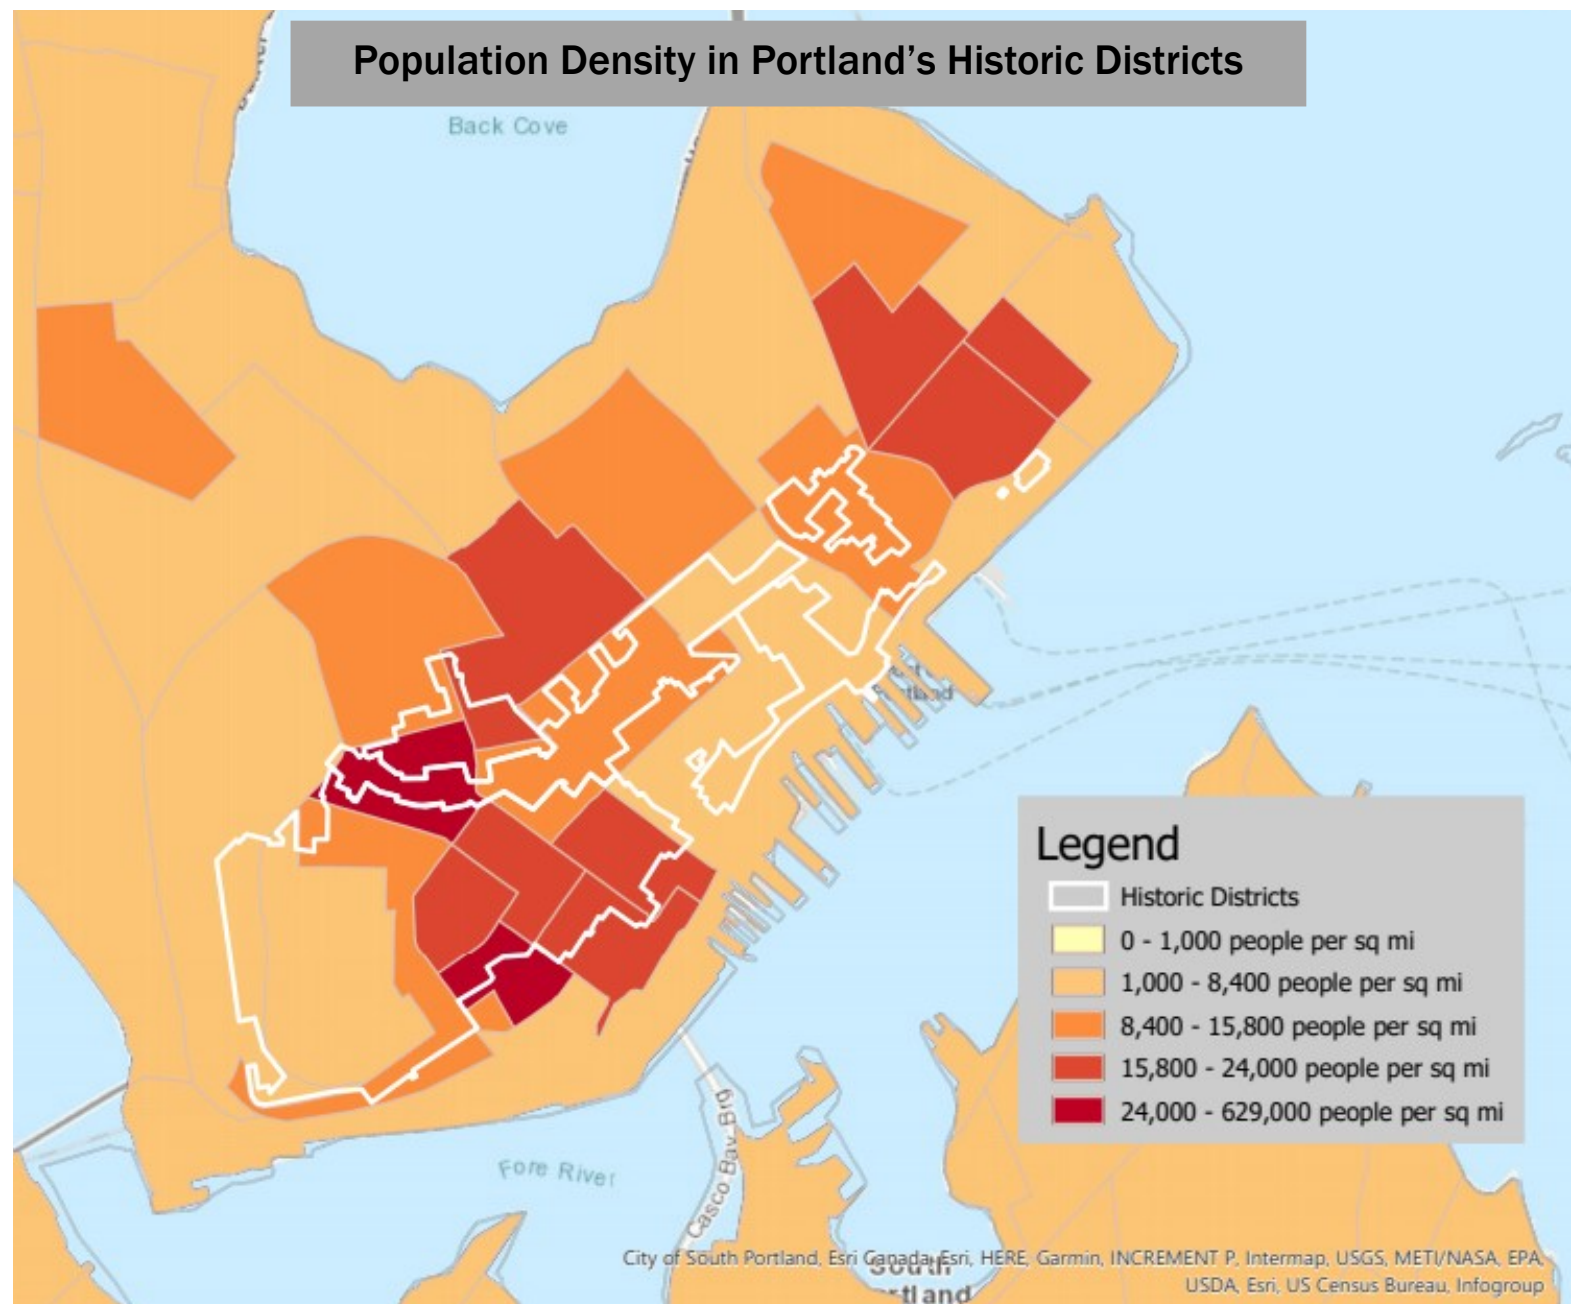 Population Density in Portland's Historic Districts
Back Cove
Portland
Legend
Historic Districts
0 - 1,000 people per sq mi
1,000 - 8,400 people per sq mi
8,400 - 15,800 people per sq mi
15,800 - 24,000 people per sq mi
24,000 - 629,000 people per sq mi
Casco Bay Brg
Fore River
City of South Portland, Esri Canada, Esri, HERE, Garmin, INCREMENT P, Intermap, USGS, METI/NASA, EPA,
USDA, Esri, US Census Bureau, Infogroup
South